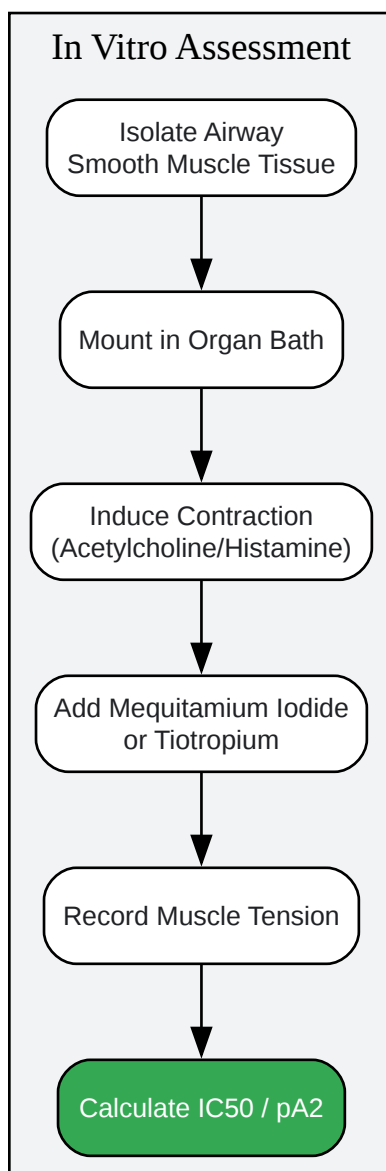 In Vitro Assessment
Isolate Airway
Smooth Muscle Tissue
Mount in Organ Bath
Induce Contraction
(Acetylcholine/Histamine)
Add Mequitamium Iodide
or Tiotropium
Record Muscle Tension
Calculate IC50 / pA2